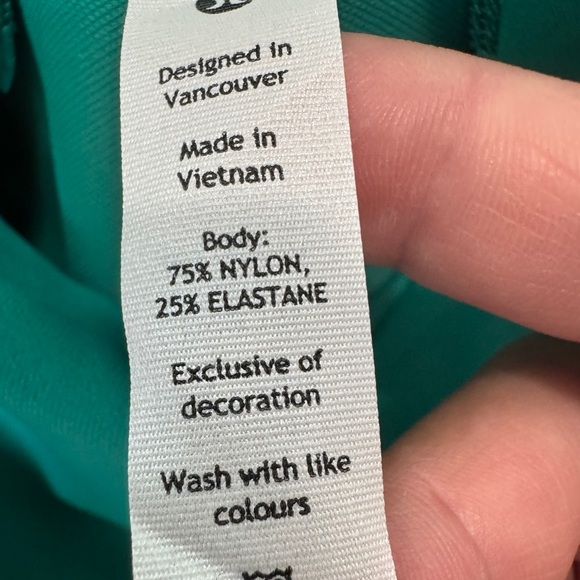 Designed in
Vancouver
Made in
Vietnam
Body:
75% NYLON,
25% ELASTANE
Exclusive of
decoration
Wash with like
colours